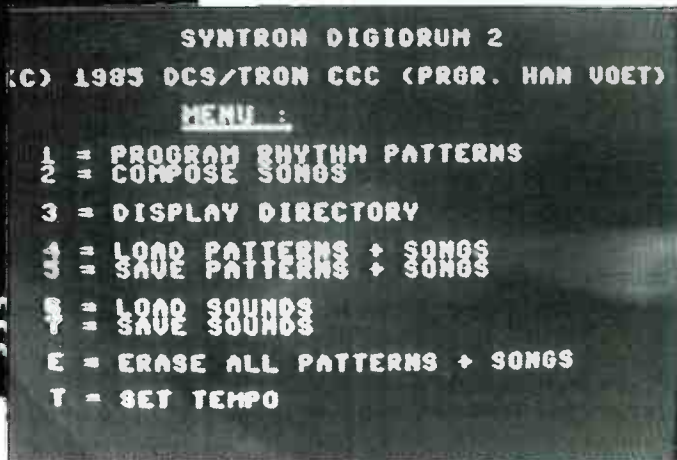 SYNTRON DIGIDRUM 2
(C) 1985 DCS/TRON CCC (PRGR. HAN VOET)
MENU :
1 = PROGRAM RHYTHM PATTERNS
2 = COMPOSE SONGS
3 = DISPLAY DIRECTORY
4 = LOAD PATTERNS + SONGS
5 = SAVE PATTERNS + SONGS
6 = LOAD SOUNDS
7 = SAVE SOUNDS
E = ERASE ALL PATTERNS + SONGS
T = SET TEMPO